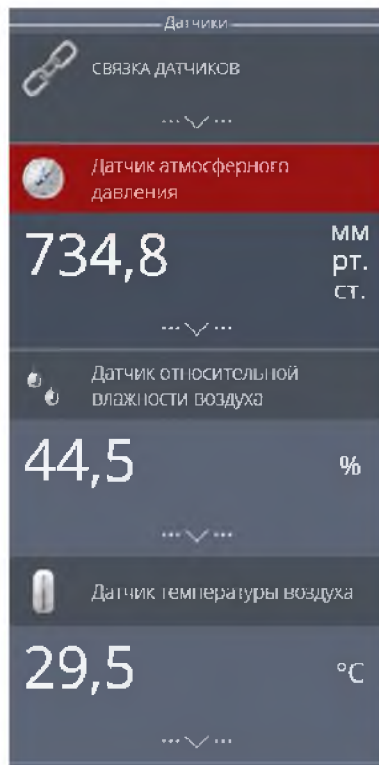 Датчики
СВЯЗКА ДАТЧИКОВ
Датчик атмосферного
давления
734,8
мм
рт.
ст.
Датчик относительной
влажности воздуха
44,5
%
Датчик температуры воздуха
29,5
°C